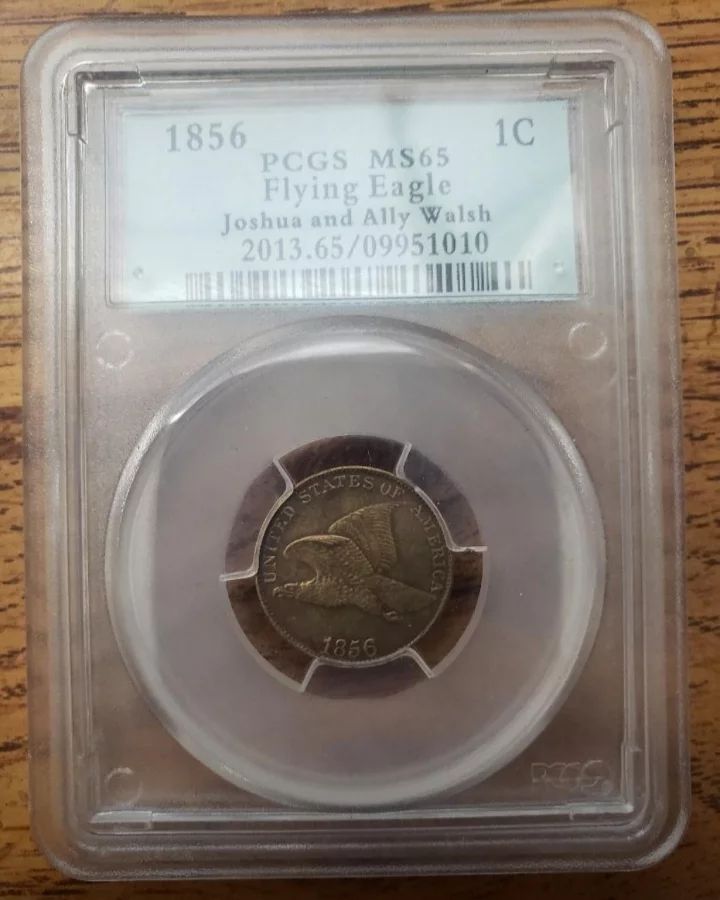 1856 1C
PCGS MS65
Flying Eagle
Joshua and Ally Walsh
2013.65/09951010
UNITED STATES OF AMERICA
1856
PCGS